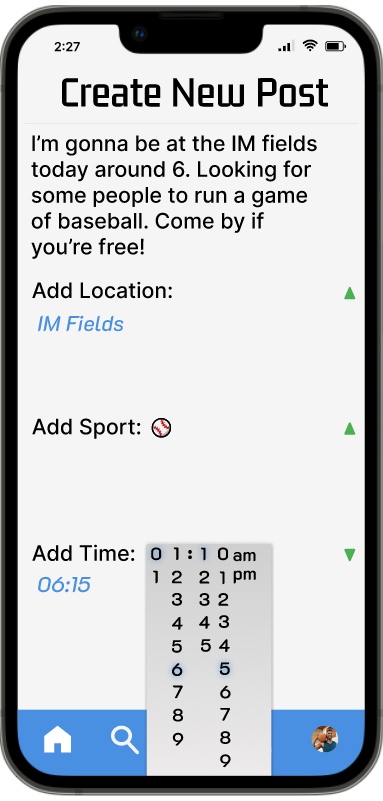 2:27
Create New Post
I'm gonna be at the IM fields
today around 6. Looking for
some people to run a game
of baseball. Come by if
you're free!
Add Location:
IM Fields
Add Sport:
Add Time: 0 1 : 1 0 am
06:15 1 2 2 1 pm
3 3 2
4 4 3
5 5 4
6 5
7 6
8 7
9 8
9